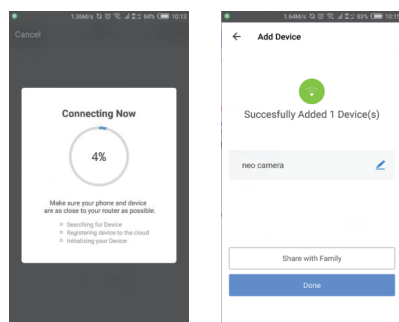 1.36M/s 84% 10:13
Cancel
Connecting Now
4%
Make sure your phone and device
are as close to your router as possible.
Searching for Device
Registering device to the cloud
Initializing your Device
1.64M/s 83% 10:15
Add Device
Succesfully Added 1 Device(s)
neo camera
Share with Family
Done